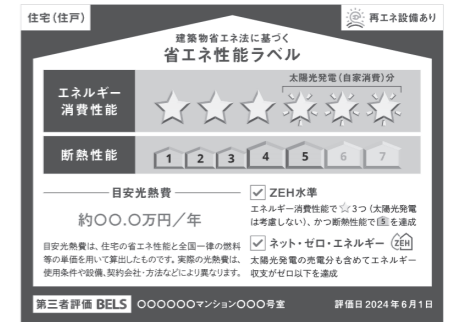 住宅(住戸)
再エネ設備あり
建築物省エネ法に基づく
省エネ性能ラベル
エネルギー
消費性能
太陽光発電(自家消費)分
断熱性能
1 2 3 4 5 6 7
目安光熱費
約〇〇.0万円/年
目安光熱費は、住宅の省エネ性能と全国一律の燃料
等の単価を用いて算出したものです。実際の光熱費は、
使用条件や設備、契約会社・方法などにより異なります。
ZEH水準
エネルギー消費性能で☆3つ(太陽光発電
は考慮しない)、かつ断熱性能で5を達成
ネット・ゼロ・エネルギー ZEH
太陽光発電の売電分も含めてエネルギー
収支がゼロ以下を達成
第三者評価 BELS 〇〇〇〇〇〇マンション〇〇〇号室 評価日2024年6月1日